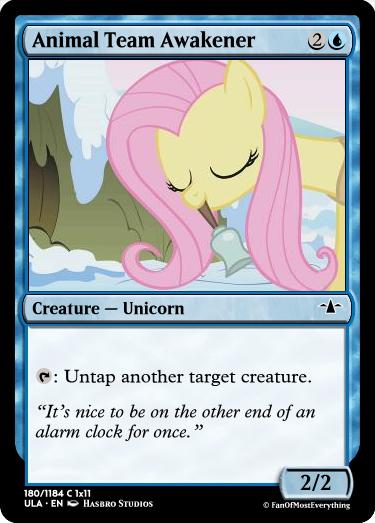 Animal Team Awakener 2
Creature — Unicorn
: Untap another target creature.
“It’s nice to be on the other end of an
alarm clock for once.”
2/2
180/1184 C 1x11
ULA • EN Hasbro Studios
© FanOfMostEverything